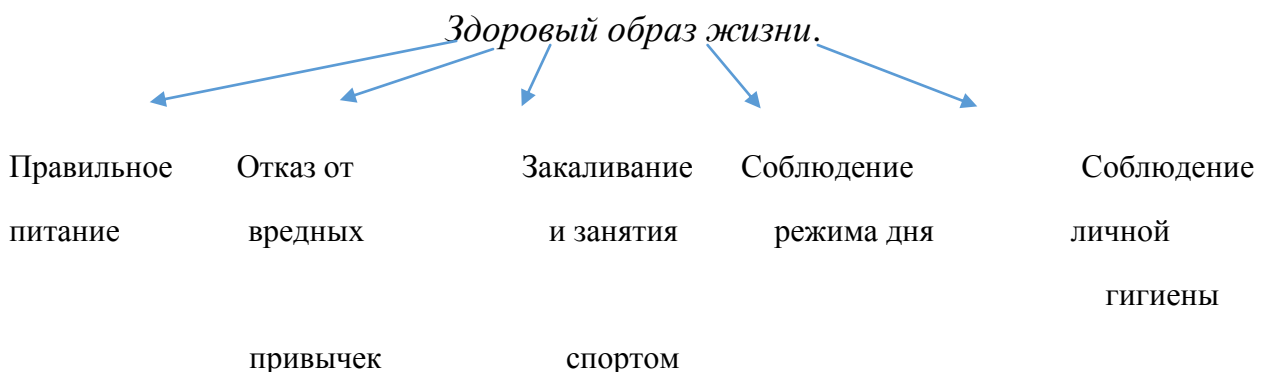 Здоровый образ жизни.
Правильное Отказ от Закаливание Соблюдение Соблюдение
питание вредных и занятия режима дня личной
гигиены
привычек спортом